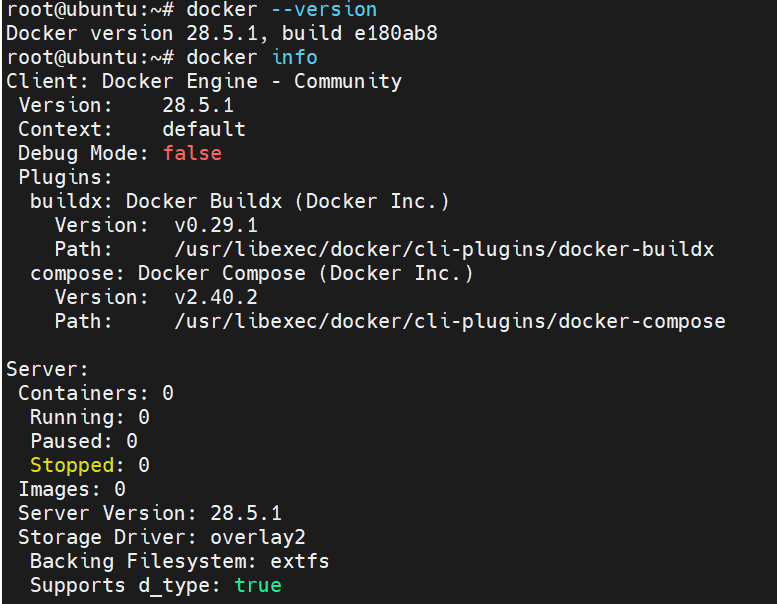 root@ubuntu:~# docker --version
Docker version 28.5.1, build e180ab8
root@ubuntu:~# docker info
Client: Docker Engine - Community
 Version:    28.5.1
 Context:    default
 Debug Mode: false
 Plugins:
  buildx: Docker Buildx (Docker Inc.)
    Version:  v0.29.1
    Path:     /usr/libexec/docker/cli-plugins/docker-buildx
  compose: Docker Compose (Docker Inc.)
    Version:  v2.40.2
    Path:     /usr/libexec/docker/cli-plugins/docker-compose

Server:
 Containers: 0
  Running: 0
  Paused: 0
  Stopped: 0
 Images: 0
 Server Version: 28.5.1
 Storage Driver: overlay2
  Backing Filesystem: extfs
  Supports d_type: true